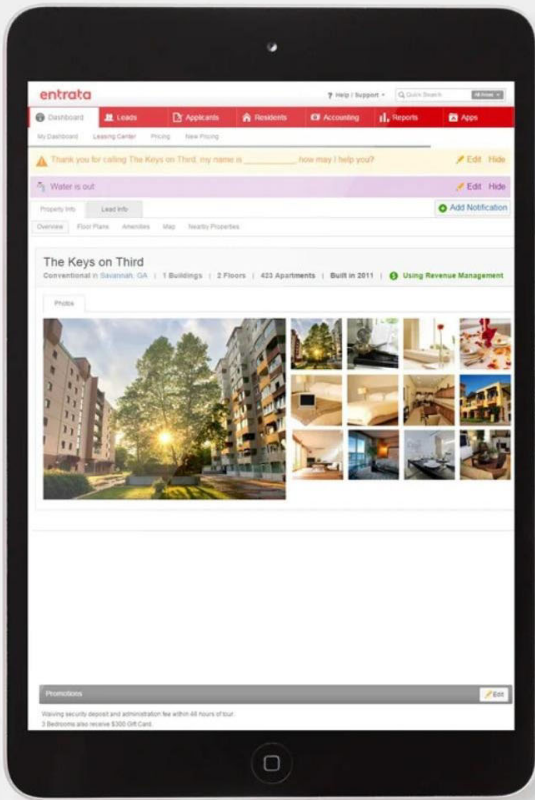 entrata
? Help / Support
Quick Search
Dashboard
Leads
Applicants
Residents
Accounting
Reports
Apps
My Dashboard
Leasing Center
Pricing
New Pricing
Thank you for calling The Keys on Third, my name is __________, how may I help you?
Edit Hide
Water is out
Edit Hide
Property Info
Lead Info
Add Notification
Overview
Floor Plans
Amenities
Map
Nearby Properties
The Keys on Third
Conventional in Savannah, GA | 1 Buildings | 2 Floors | 423 Apartments | Built in 2011 | Using Revenue Management
Photos
Promotions
Edit
Waiving security deposit and administration fee within 48 hours of tour.
3 Bedrooms also receive $300 Gift Card.